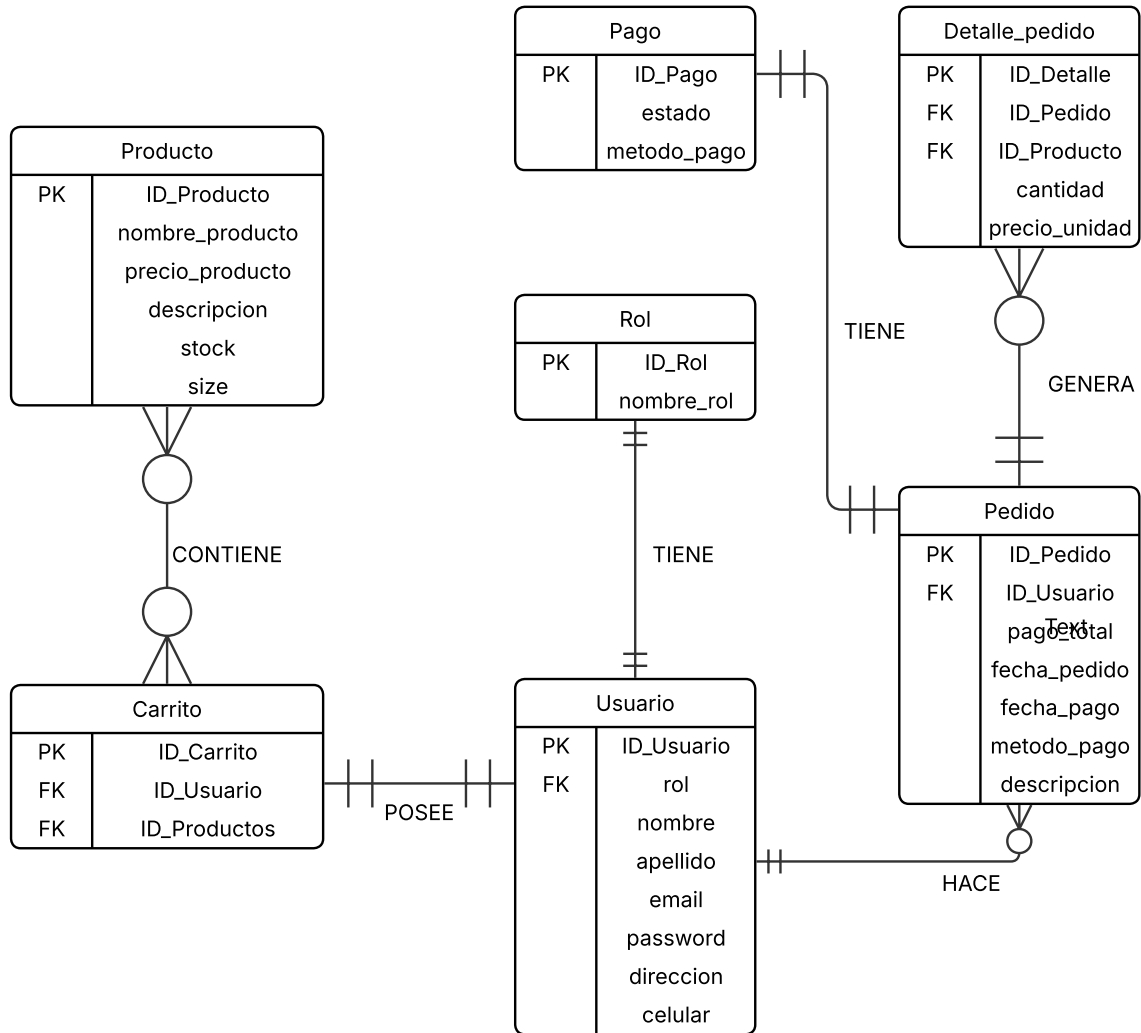 Pago
PK ID_Pago
estado
metodo_pago
Detalle_pedido
PK ID_Detalle
FK ID_Pedido
FK ID_Producto
cantidad
precio_unidad
Producto
PK ID_Producto
nombre_producto
precio_producto
descripcion
stock
size
Rol
PK ID_Rol
nombre_rol
TIENE
GENERA
CONTIENE
TIENE
Pedido
PK ID_Pedido
FK ID_Usuario
Text
pago_total
fecha_pedido
fecha_pago
metodo_pago
descripcion
Carrito
PK ID_Carrito
FK ID_Usuario
FK ID_Productos
POSEE
Usuario
PK ID_Usuario
FK rol
nombre
apellido
email
password
direccion
celular
HACE